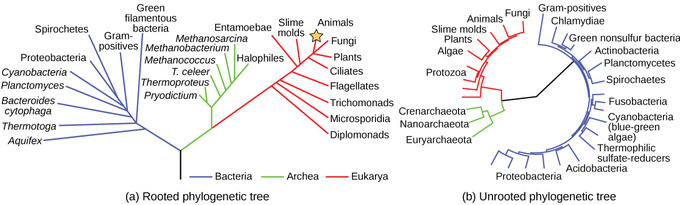 Spirochetes
Green
filamentous
bacteria
Gram-
positives
Proteobacteria
Cyanobacteria
Planctomyces
Bacteroides
cytophaga
Thermotoga
Aquifex
Methanosarcina
Methanobacterium
Methanococcus
T. celeer
Thermoproteus
Pryodictium
Halophiles
Entamoebae
Slime
molds
Animals
Fungi
Plants
Ciliates
Flagellates
Trichomonads
Microsporidia
Diplomonads
Bacteria
Archea
Eukarya
(a) Rooted phylogenetic tree
Fungi
Animals
Slime molds
Plants
Algae
Protozoa
Crenarchaeota
Nanoarchaeota
Euryarchaeota
Gram-positives
Chlamydiae
Green nonsulfur bacteria
Actinobacteria
Planctomycetes
Spirochaetes
Fusobacteria
Cyanobacteria
(blue-green
algae)
Thermophilic
sulfate-reducers
Acidobacteria
Proteobacteria
(b) Unrooted phylogenetic tree